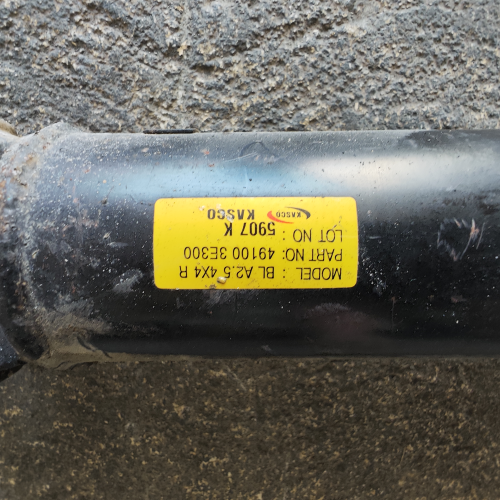 MODEL : BL A2.5 4X4 R
PART NO: 49100 3E300
LOT NO : 5907 K
KASCO KASCO